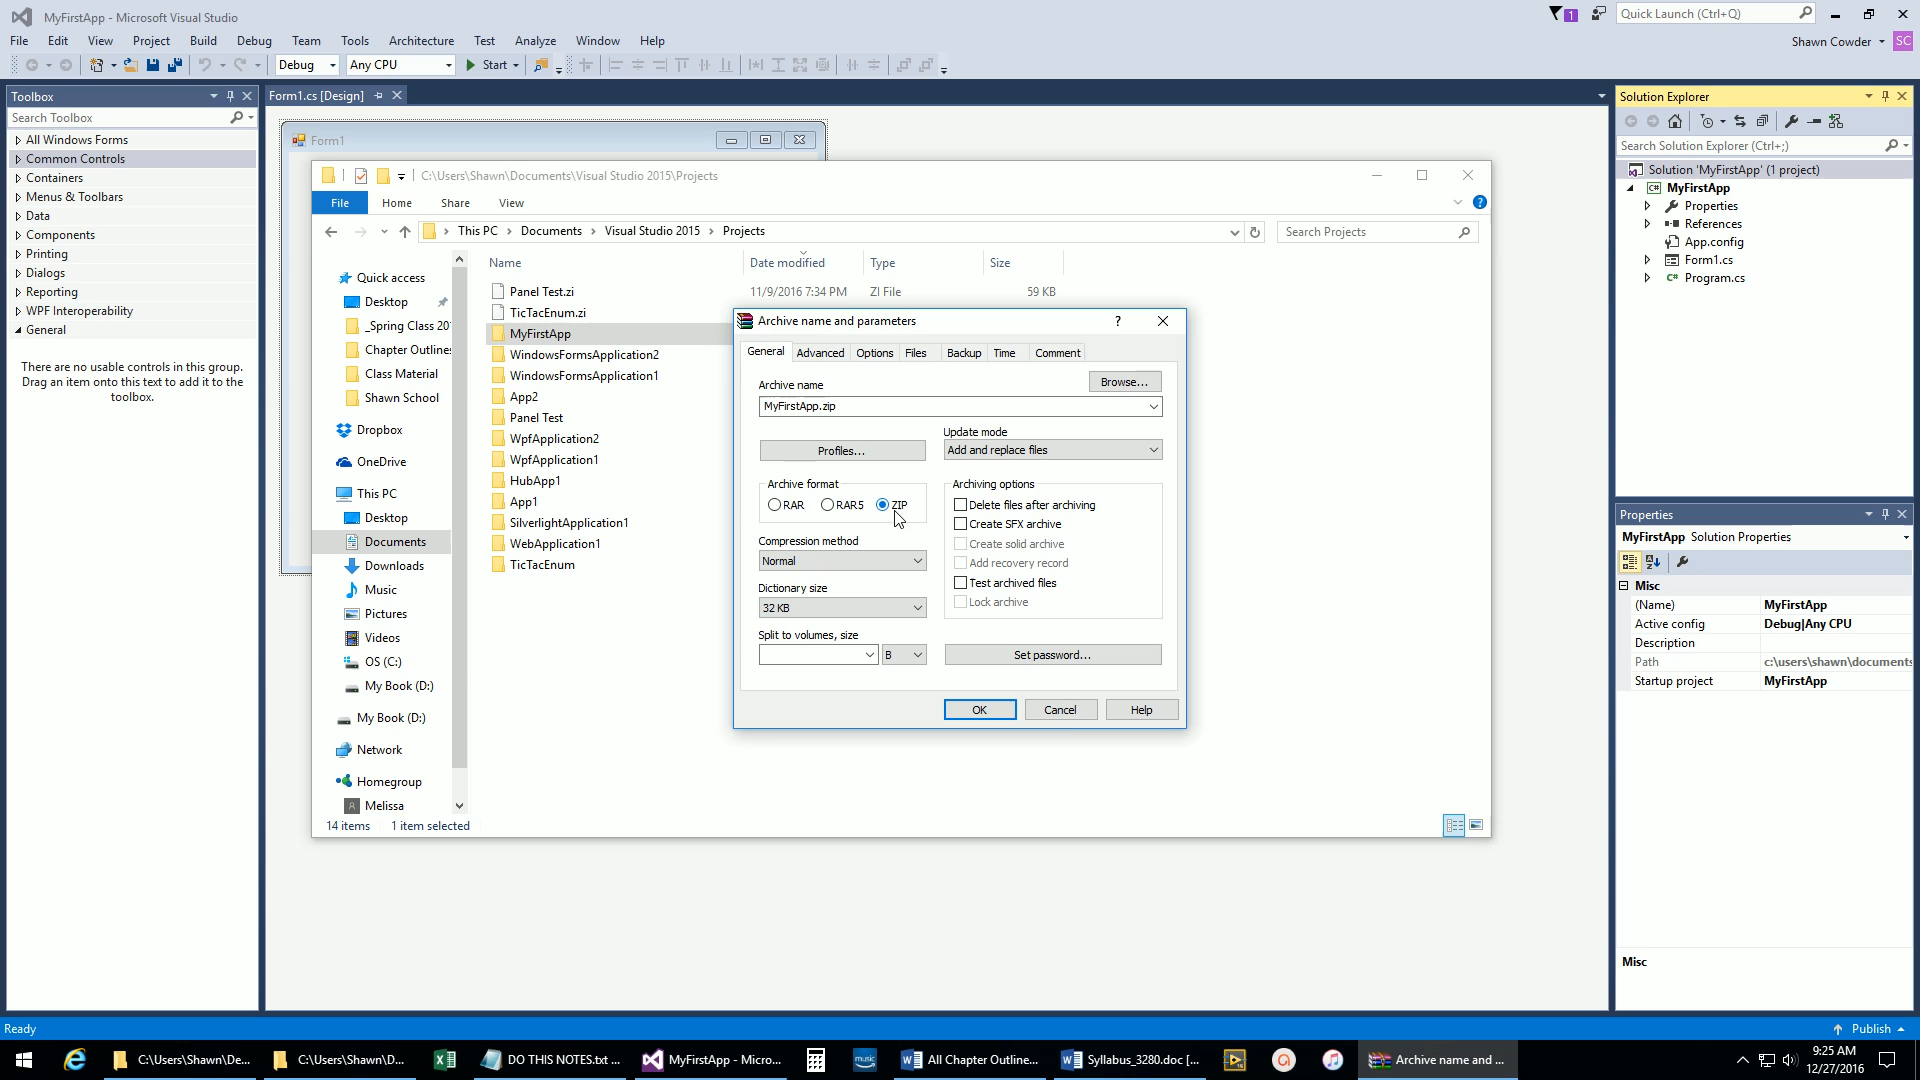 MyFirstApp - Microsoft Visual Studio
1
Quick Launch (Ctrl+Q)
File Edit View Project Build Debug Team Tools Architecture Test Analyze Window Help
Shawn Cowder SC
Debug Any CPU Start
Toolbox
Search Toolbox
All Windows Forms
Common Controls
Containers
Menus & Toolbars
Data
Components
Printing
Dialogs
Reporting
WPF Interoperability
General
There are no usable controls in this group.
Drag an item onto this text to add it to the
toolbox.
Form1.cs [Design]
Form1
C:\Users\Shawn\Documents\Visual Studio 2015\Projects
File Home Share View
This PC Documents Visual Studio 2015 Projects
Search Projects
Quick access
Desktop
_Spring Class 20
Chapter Outline
Class Material
Shawn School
Dropbox
OneDrive
This PC
Desktop
Documents
Downloads
Music
Pictures
Videos
OS (C:)
My Book (D:)
My Book (D:)
Network
Homegroup
Melissa
Name Date modified Type Size
Panel Test.zi 11/9/2016 7:34 PM ZI File 59 KB
TicTacEnum.zi
MyFirstApp
WindowsFormsApplication2
WindowsFormsApplication1
App2
Panel Test
WpfApplication2
WpfApplication1
HubApp1
App1
SilverlightApplication1
WebApplication1
TicTacEnum
14 items 1 item selected
Archive name and parameters
?
General Advanced Options Files Backup Time Comment
Archive name
Browse...
MyFirstApp.zip
Profiles...
Update mode
Add and replace files
Archive format
RAR RAR5 ZIP
Compression method
Normal
Dictionary size
32 KB
Split to volumes, size
B
Archiving options
Delete files after archiving
Create SFX archive
Create solid archive
Add recovery record
Test archived files
Lock archive
Set password...
OK Cancel Help
Solution Explorer
Search Solution Explorer (Ctrl+;)
Solution 'MyFirstApp' (1 project)
C# MyFirstApp
Properties
References
App.config
Form1.cs
C# Program.cs
Properties
MyFirstApp Solution Properties
Misc
(Name) MyFirstApp
Active config Debug|Any CPU
Description
Path c:\users\shawn\documents
Startup project MyFirstApp
Misc
Ready
Publish
C:\Users\Shawn\De...
C:\Users\Shawn\D...
DO THIS NOTES.txt ...
MyFirstApp - Micro...
music
All Chapter Outline...
Syllabus_3280.doc [...
Archive name and ...
9:25 AM
12/27/2016